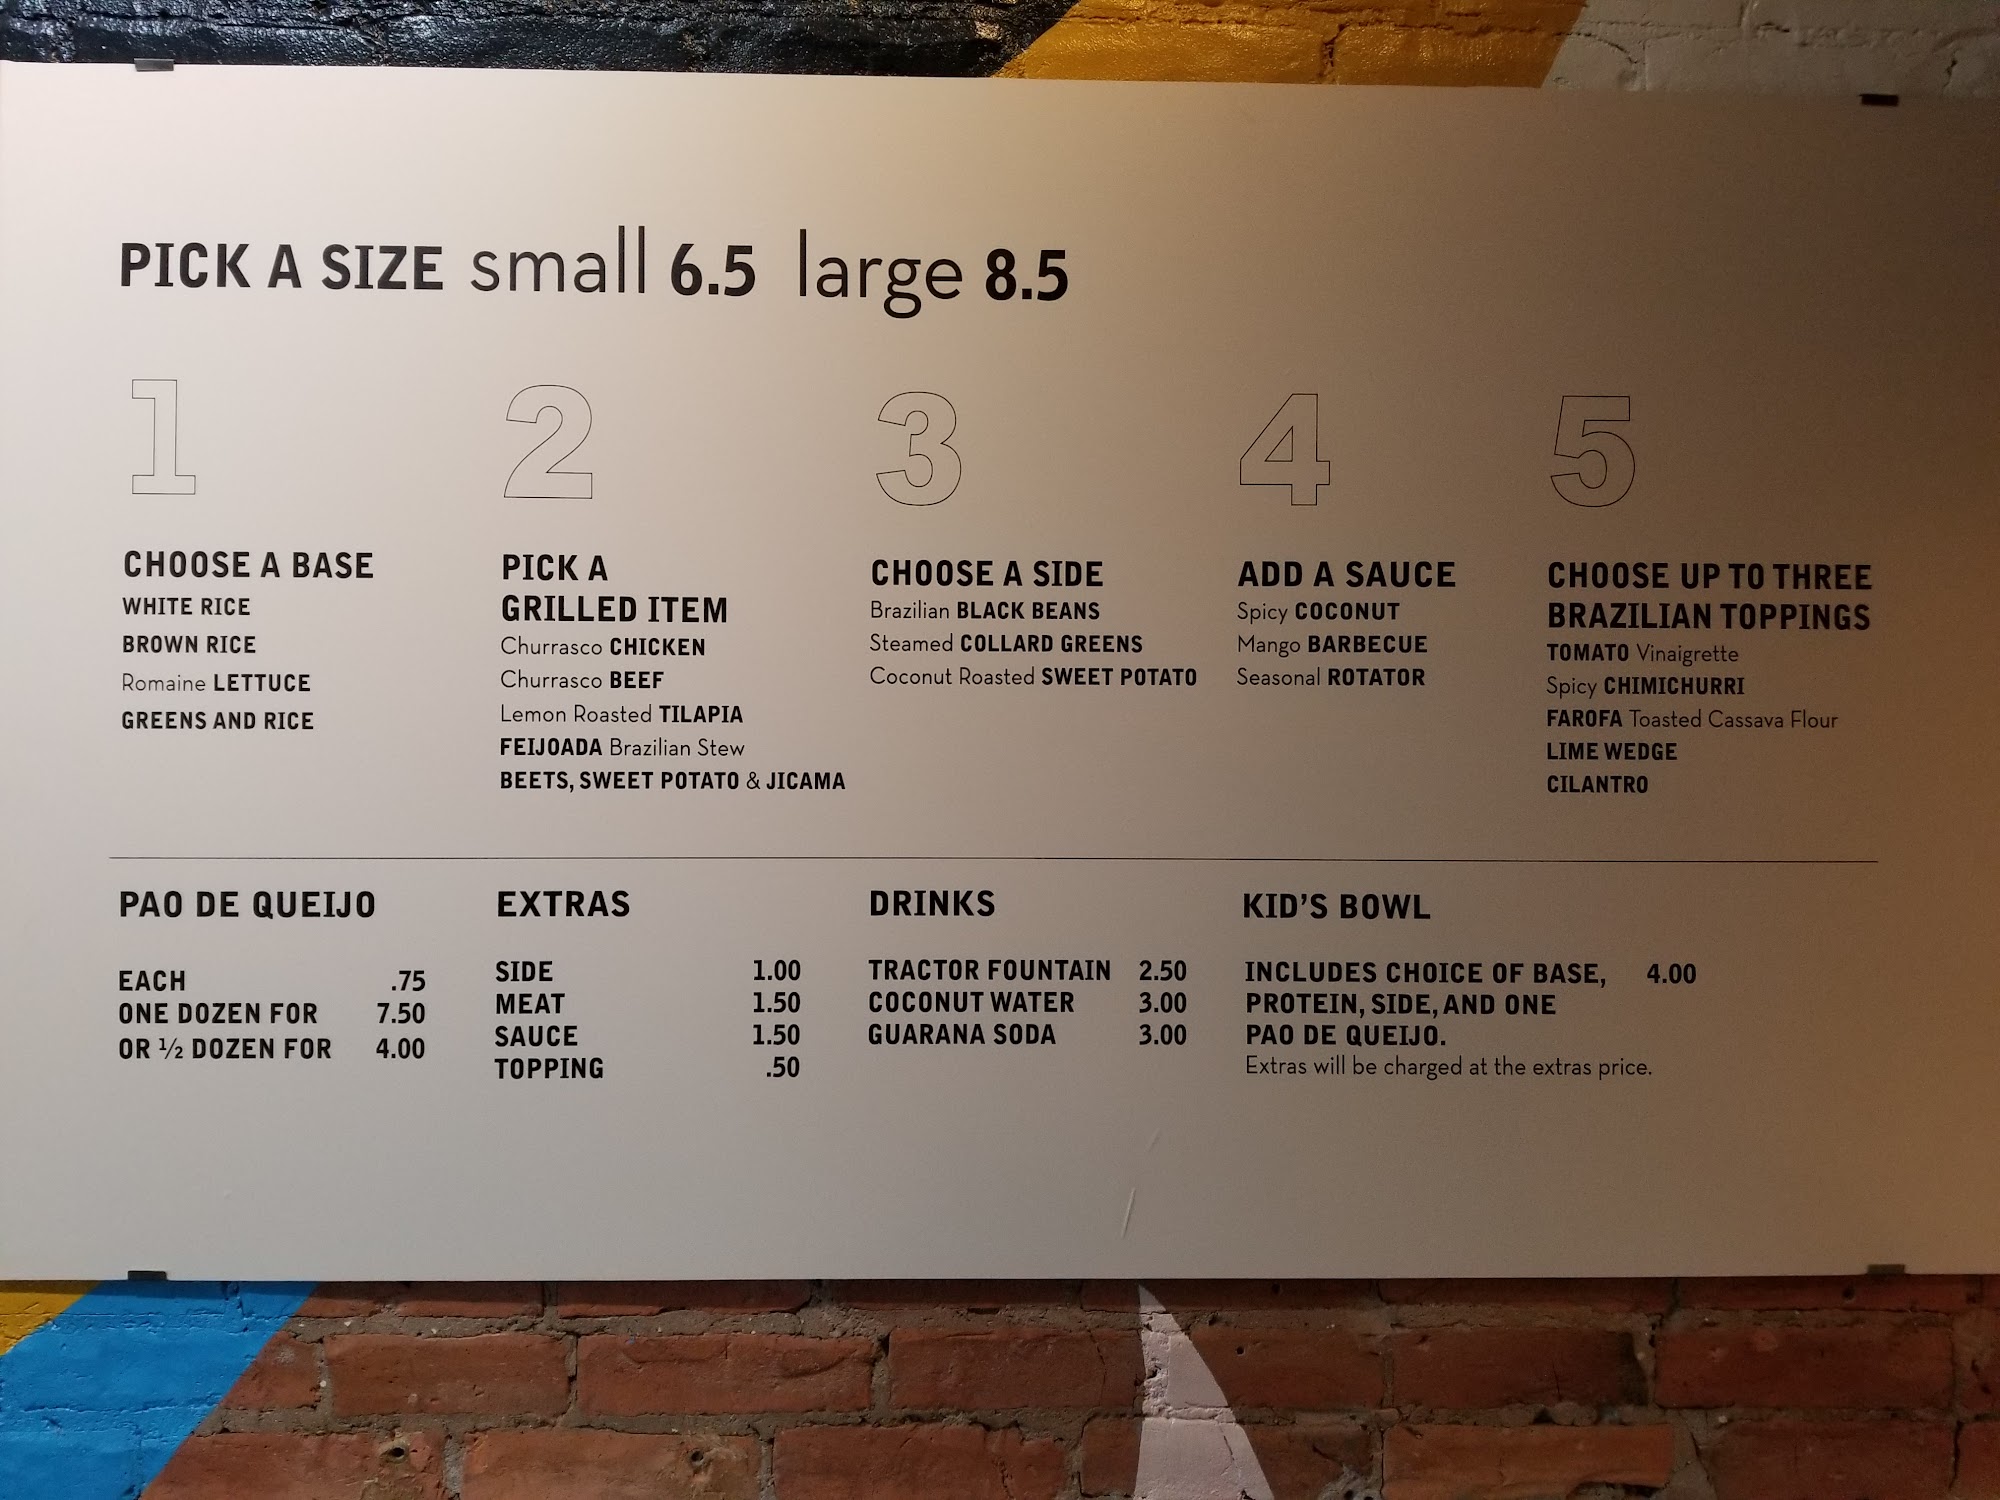 PICK A SIZE small 6.5 large 8.5
1
CHOOSE A BASE
WHITE RICE
BROWN RICE
Romaine LETTUCE
GREENS AND RICE
2
PICK A
GRILLED ITEM
Churrasco CHICKEN
Churrasco BEEF
Lemon Roasted TILAPIA
FEIJOADA Brazilian Stew
BEETS, SWEET POTATO & JICAMA
3
CHOOSE A SIDE
Brazilian BLACK BEANS
Steamed COLLARD GREENS
Coconut Roasted SWEET POTATO
4
ADD A SAUCE
Spicy COCONUT
Mango BARBECUE
Seasonal ROTATOR
5
CHOOSE UP TO THREE
BRAZILIAN TOPPINGS
TOMATO Vinaigrette
Spicy CHIMICHURRI
FAROFA Toasted Cassava Flour
LIME WEDGE
CILANTRO
PAO DE QUEIJO
EACH .75
ONE DOZEN FOR 7.50
OR ½ DOZEN FOR 4.00
EXTRAS
SIDE 1.00
MEAT 1.50
SAUCE 1.50
TOPPING .50
DRINKS
TRACTOR FOUNTAIN 2.50
COCONUT WATER 3.00
GUARANA SODA 3.00
KID'S BOWL
INCLUDES CHOICE OF BASE, 4.00
PROTEIN, SIDE, AND ONE
PAO DE QUEIJO.
Extras will be charged at the extras price.